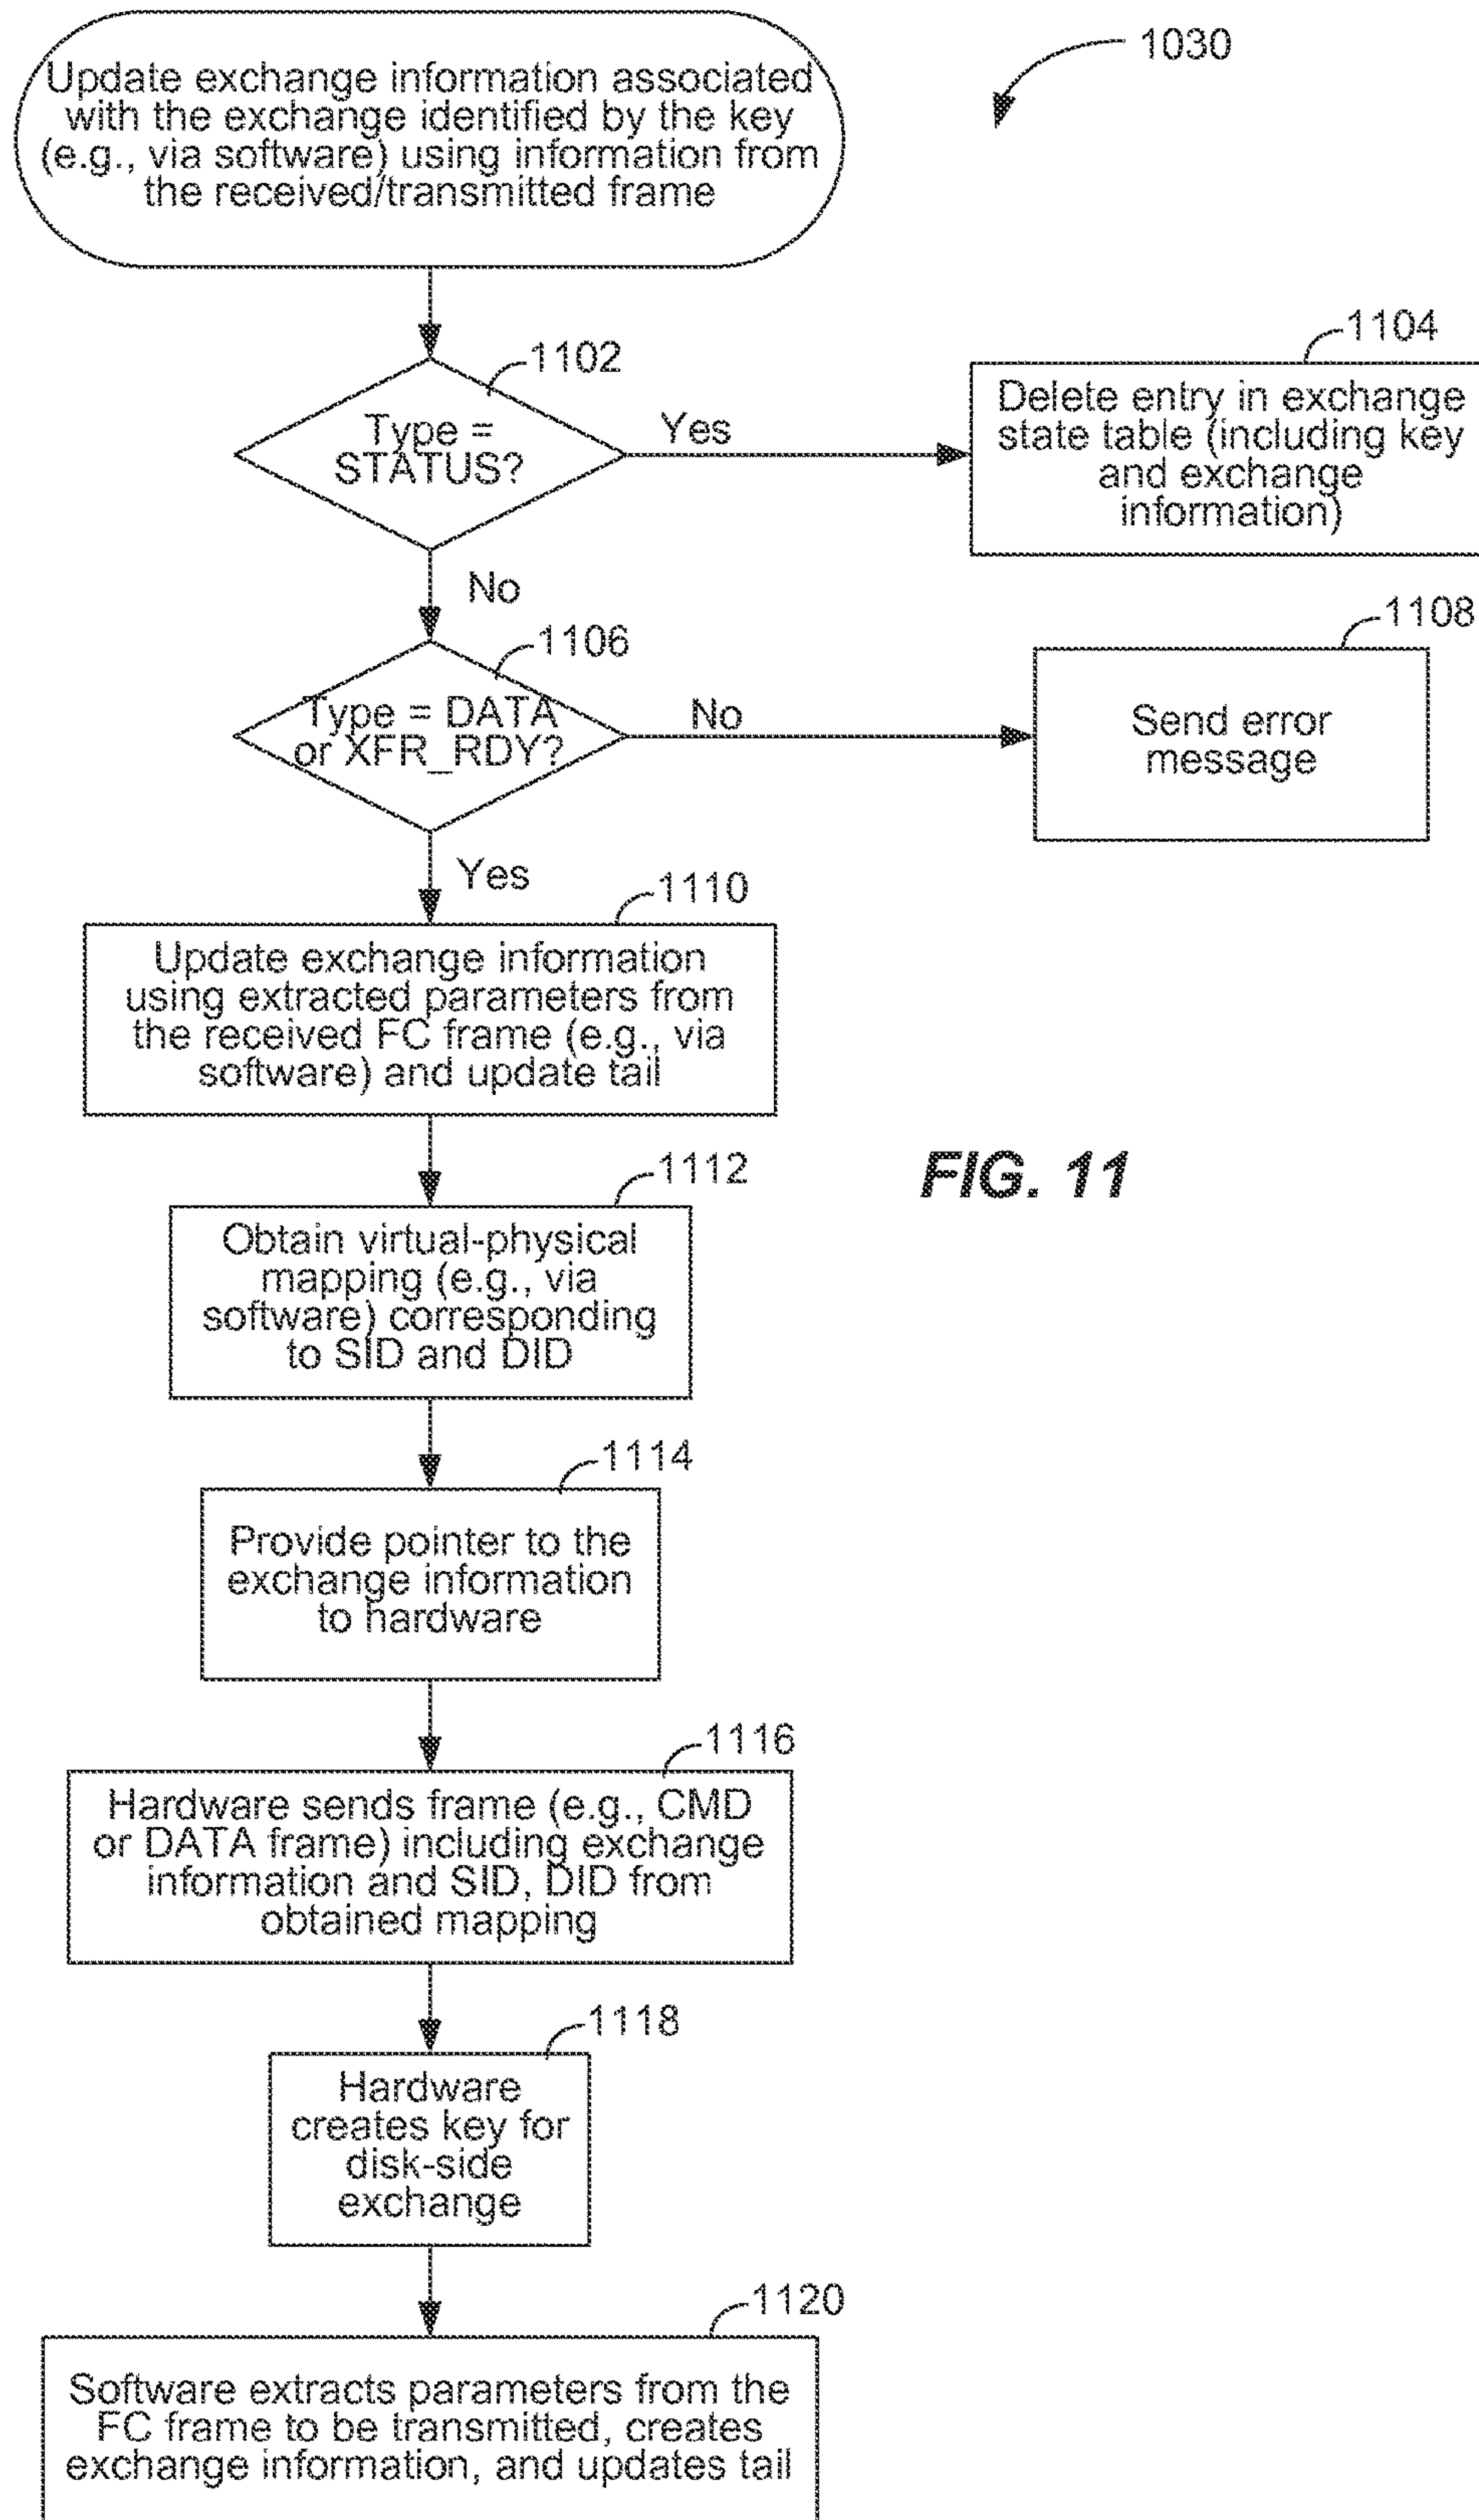 Update exchange information associated
with the exchange identified by the key
(e.g., via software) using information from
the received/transmitted frame
1030
1102
Type =
STATUS?
Yes
1104
Delete entry in exchange
state table (including key
and exchange
information)
No
1106
Type = DATA
or XFR_RDY?
No
1108
Send error
message
Yes
1110
Update exchange information
using extracted parameters from
the received FC frame (e.g., via
software) and update tail
FIG. 11
1112
Obtain virtual-physical
mapping (e.g., via
software) corresponding
to SID and DID
1114
Provide pointer to the
exchange information
to hardware
1116
Hardware sends frame (e.g., CMD
or DATA frame) including exchange
information and SID, DID from
obtained mapping
1118
Hardware
creates key for
disk-side
exchange
1120
Software extracts parameters from the
FC frame to be transmitted, creates
exchange information, and updates tail